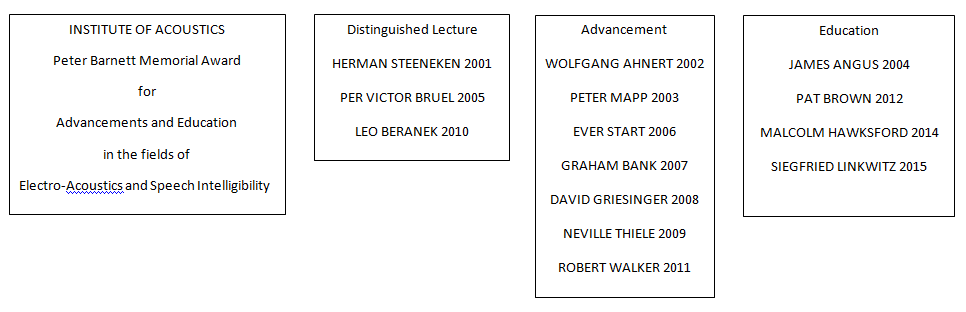 INSTITUTE OF ACOUSTICS
Peter Barnett Memorial Award
for
Advancements and Education
in the fields of
Electro-Acoustics and Speech Intelligibility
Distinguished Lecture
HERMAN STEENEKEN 2001
PER VICTOR BRUEL 2005
LEO BERANEK 2010
Advancement
WOLFGANG AHNERT 2002
PETER MAPP 2003
EVER START 2006
GRAHAM BANK 2007
DAVID GRIESINGER 2008
NEVILLE THIELE 2009
ROBERT WALKER 2011
Education
JAMES ANGUS 2004
PAT BROWN 2012
MALCOLM HAWKSFORD 2014
SIEGFRIED LINKWITZ 2015